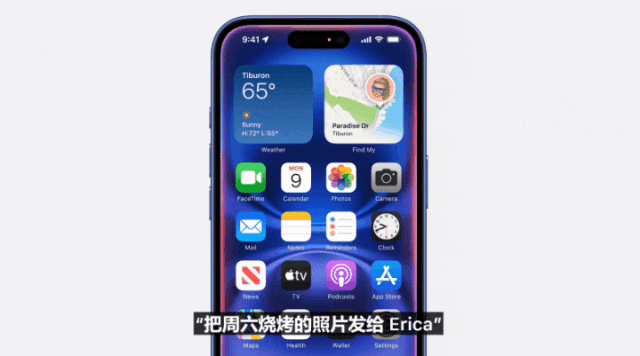 9:41
Tiburon
65°
Sunny
H:72° L:55°
Paradise Dr
Tiburon
Weather
Find My
MON
9
FaceTime
Calendar
Photos
Camera
Mail
Notes
Reminders
Clock
tv
News
TV
Podcasts
App Store
“把周六烧烤的照片发给 Erica”
Maps
Health
Wallet
Settings